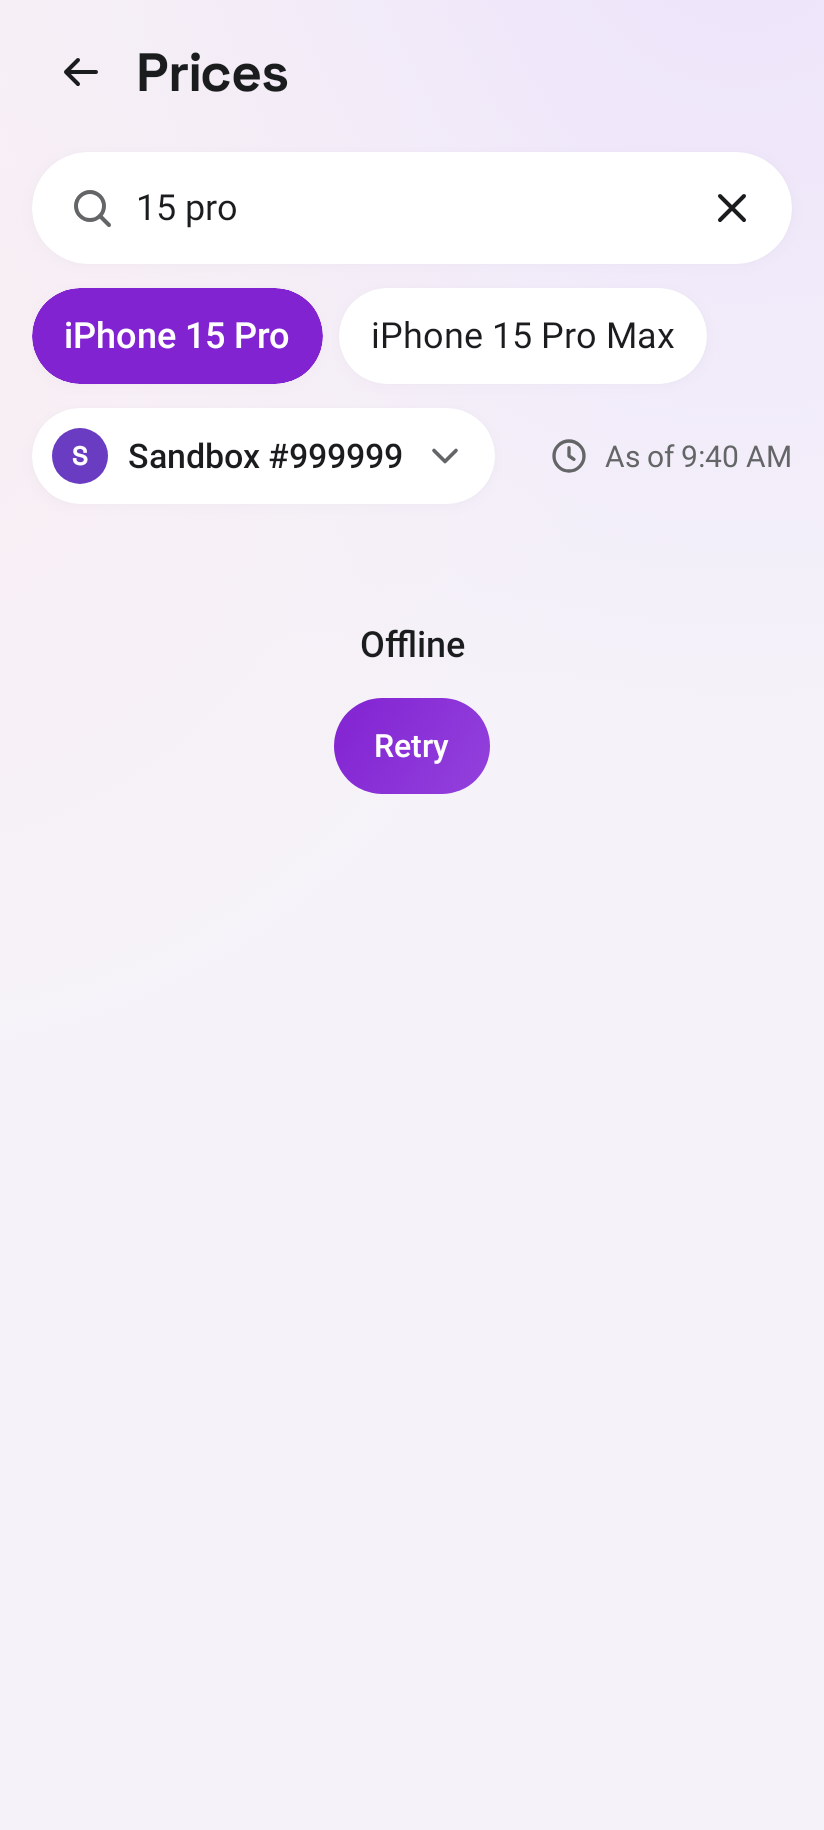 Prices
15 pro
iPhone 15 Pro
iPhone 15 Pro Max
S
Sandbox #999999
As of 9:40 AM
Offline
Retry